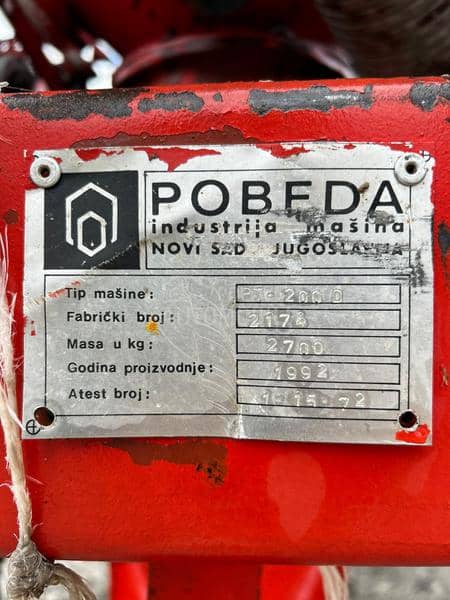 POBEDA
industrija mašina
NOVI SAD JUGOSLAVIJA
Tip mašine:
Fabrički broj: 2174
Masa u kg: 2700
Godina proizvodnje: 1992
Atest broj: